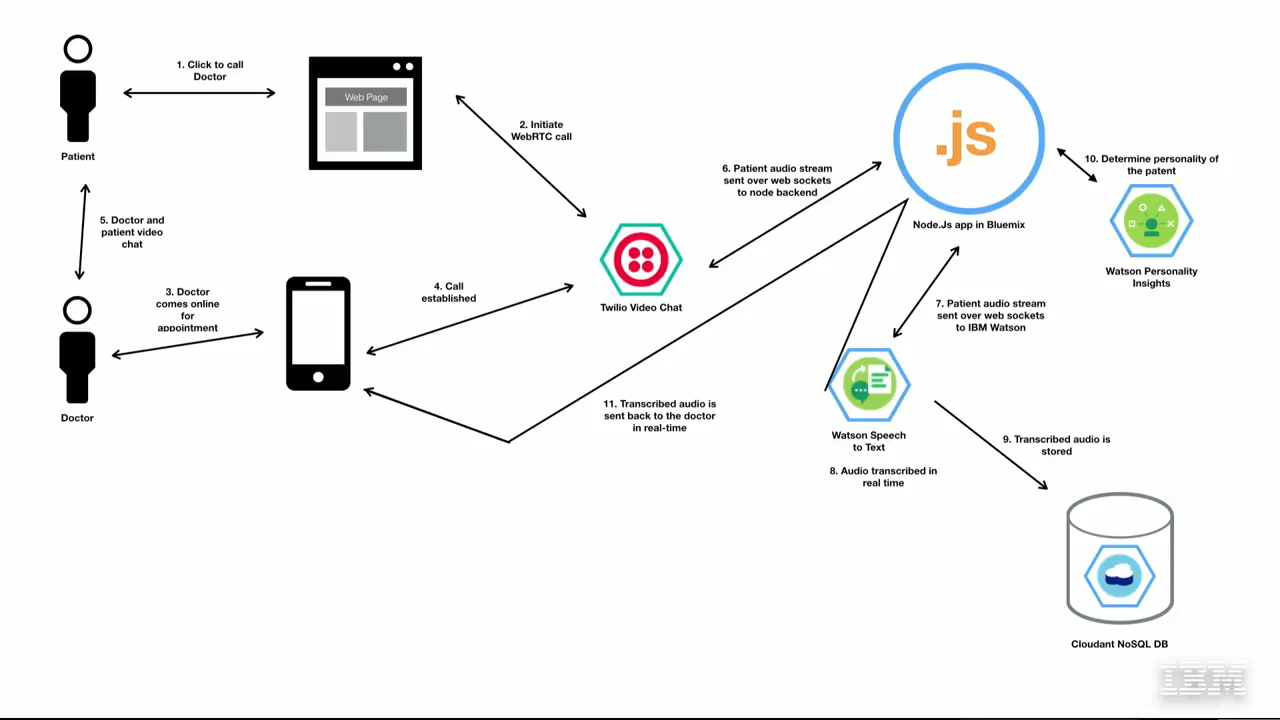 1. Click to call
Doctor
Web Page
Patient
2. Initiate
WebRTC call
.js
6. Patient audio stream
sent over web sockets
to node backend
10. Determine personality of
the patent
Node.Js app in Bluemix
5. Doctor and
patient video
chat
Watson Personality
Insights
3. Doctor
comes online
for
appointment
4. Call
established
Twilio Video Chat
7. Patient audio stream
sent over web sockets
to IBM Watson
Doctor
11. Transcribed audio is
sent back to the doctor
in real-time
Watson Speech
to Text
8. Audio transcribed in
real time
9. Transcribed audio is
stored
Cloudant NoSQL DB
IBM